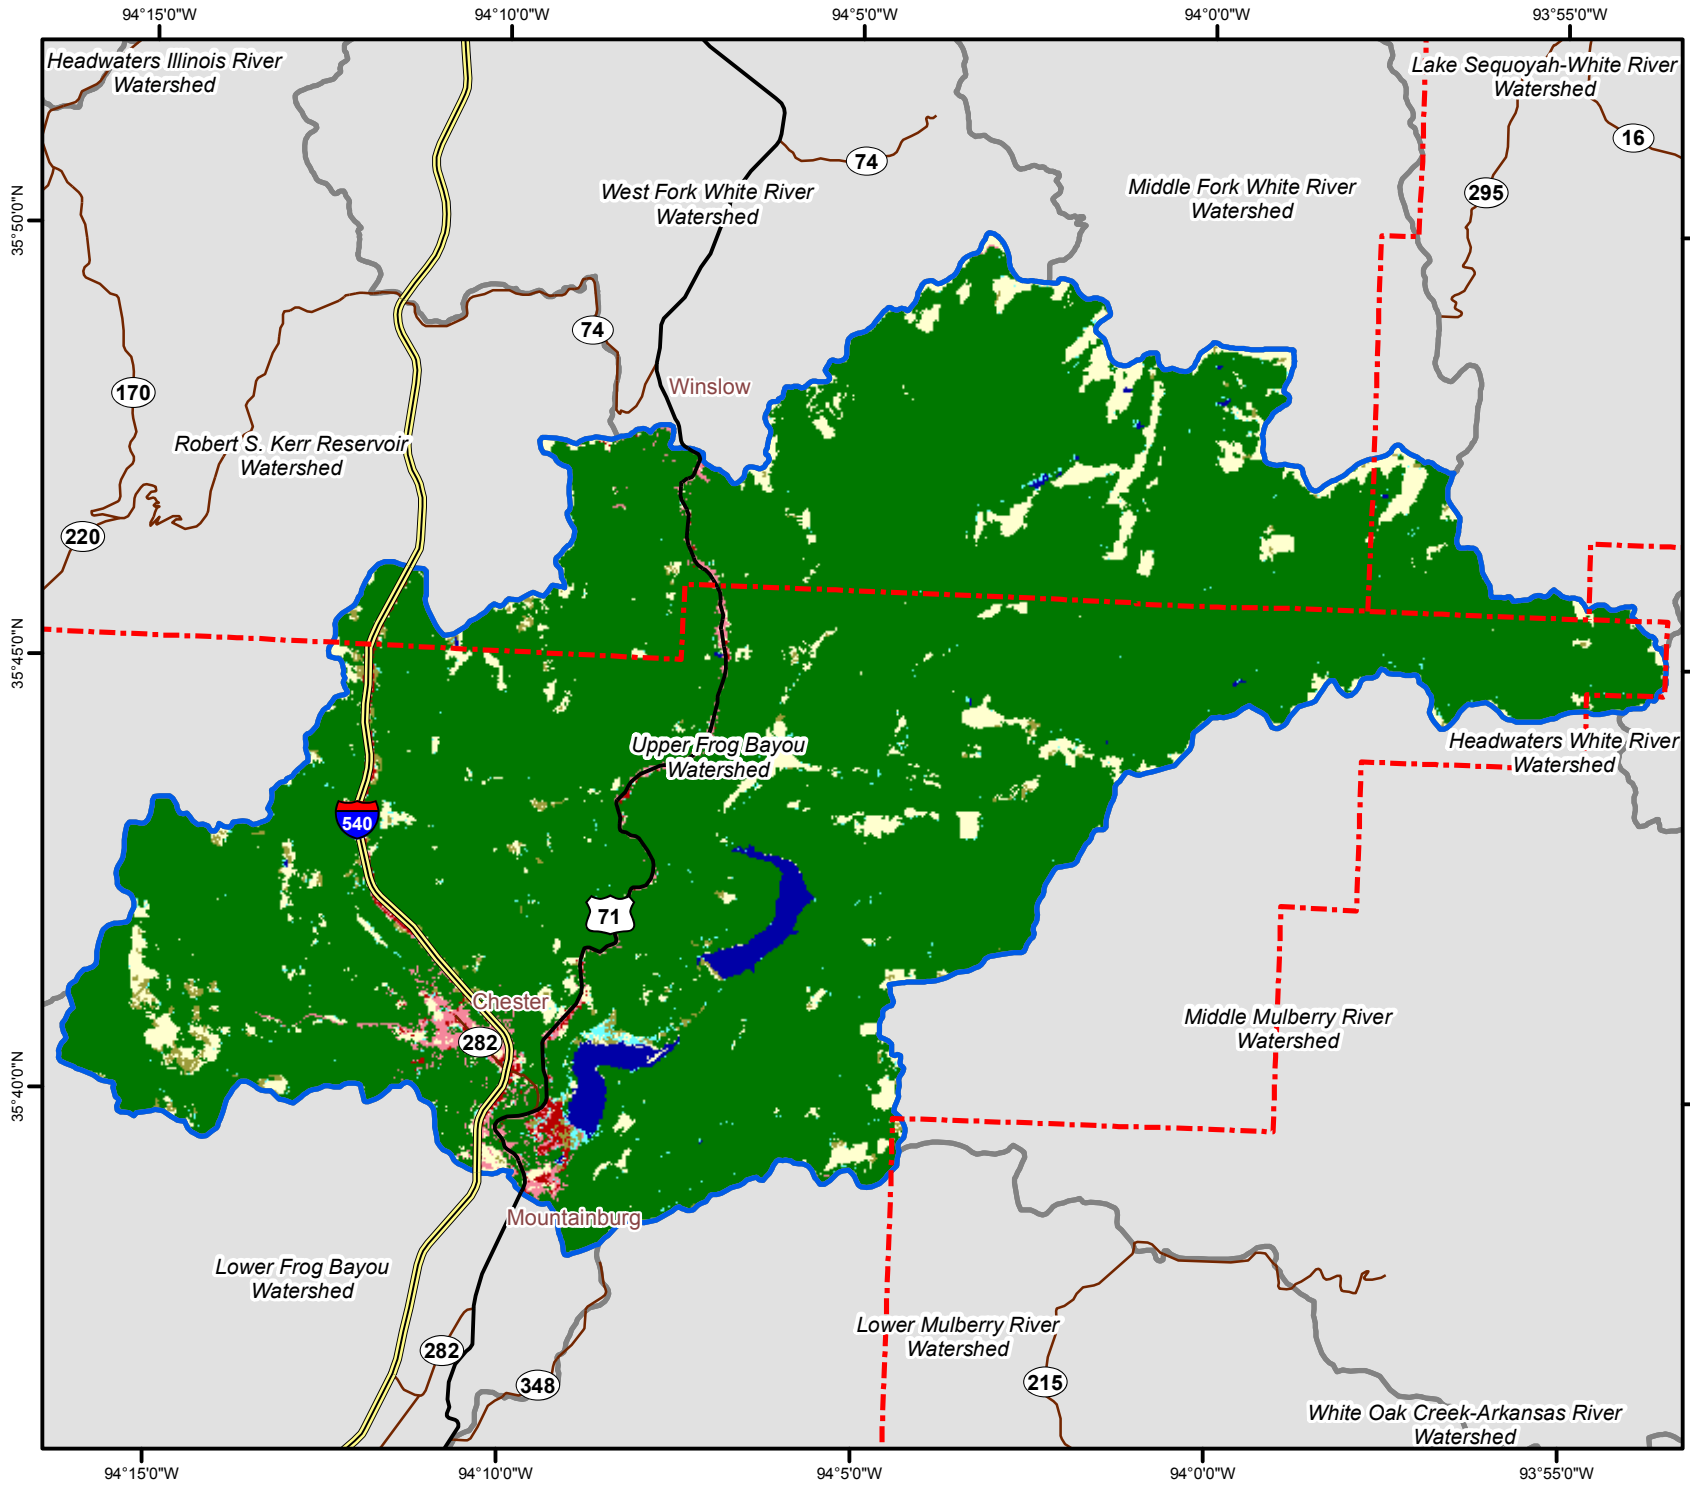 94°15'0"W
94°10'0"W
94°5'0"W
94°0'0"W
93°55'0"W
Headwaters Illinois River
Watershed
Lake Sequoyah-White River
Watershed
16
74
West Fork White River
Watershed
Middle Fork White River
Watershed
295
35°50'0"N
74
Winslow
170
Robert S. Kerr Reservoir
Watershed
220
35°45'0"N
Upper Frog Bayou
Watershed
Headwaters White River
Watershed
540
71
Chester
282
Middle Mulberry River
Watershed
35°40'0"N
Mountainburg
Lower Frog Bayou
Watershed
Lower Mulberry River
Watershed
282
348
215
White Oak Creek-Arkansas River
Watershed
94°15'0"W
94°10'0"W
94°5'0"W
94°0'0"W
93°55'0"W